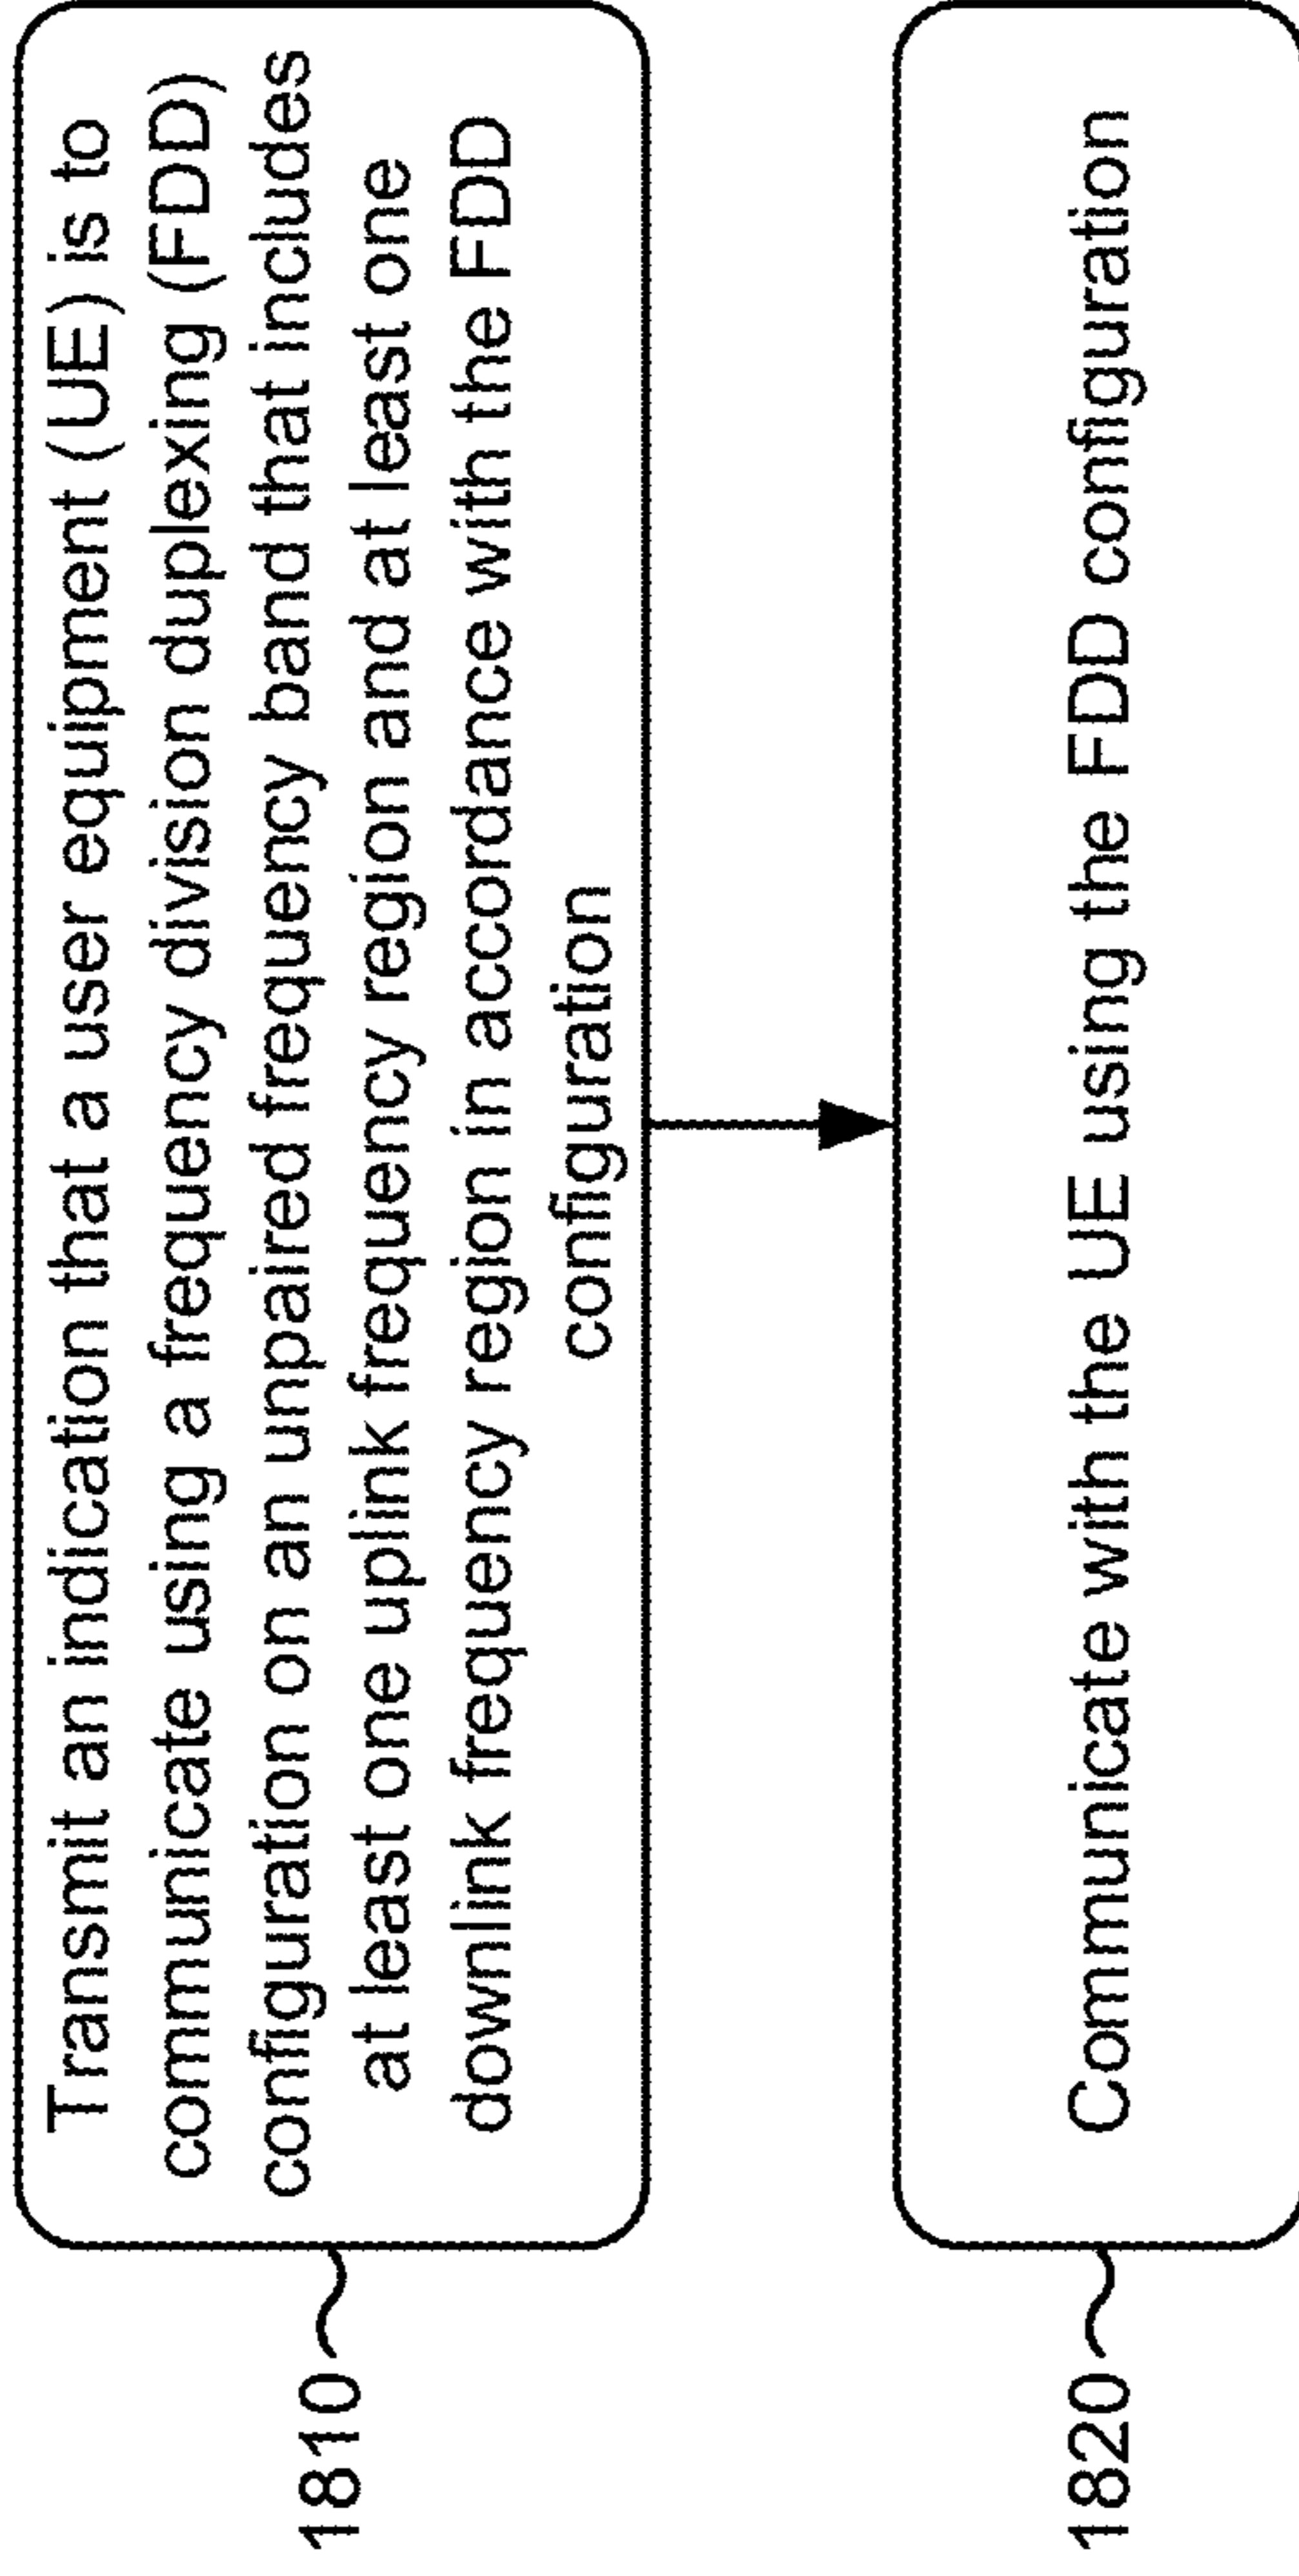 1810
Transmit an indication that a user equipment (UE) is to
communicate using a frequency division duplexing (FDD)
configuration on an unpaired frequency band that includes
at least one uplink frequency region and at least one
downlink frequency region in accordance with the FDD
configuration
1820
Communicate with the UE using the FDD configuration